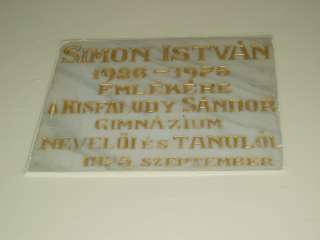 SIMON ISTVÁN
1926 - 1975
EMLÉKÉRE
A KISFALUDY SÁNDOR
GIMNÁZIUM
NEVELŐI ÉS TANULÓI
SZEPTEMBER